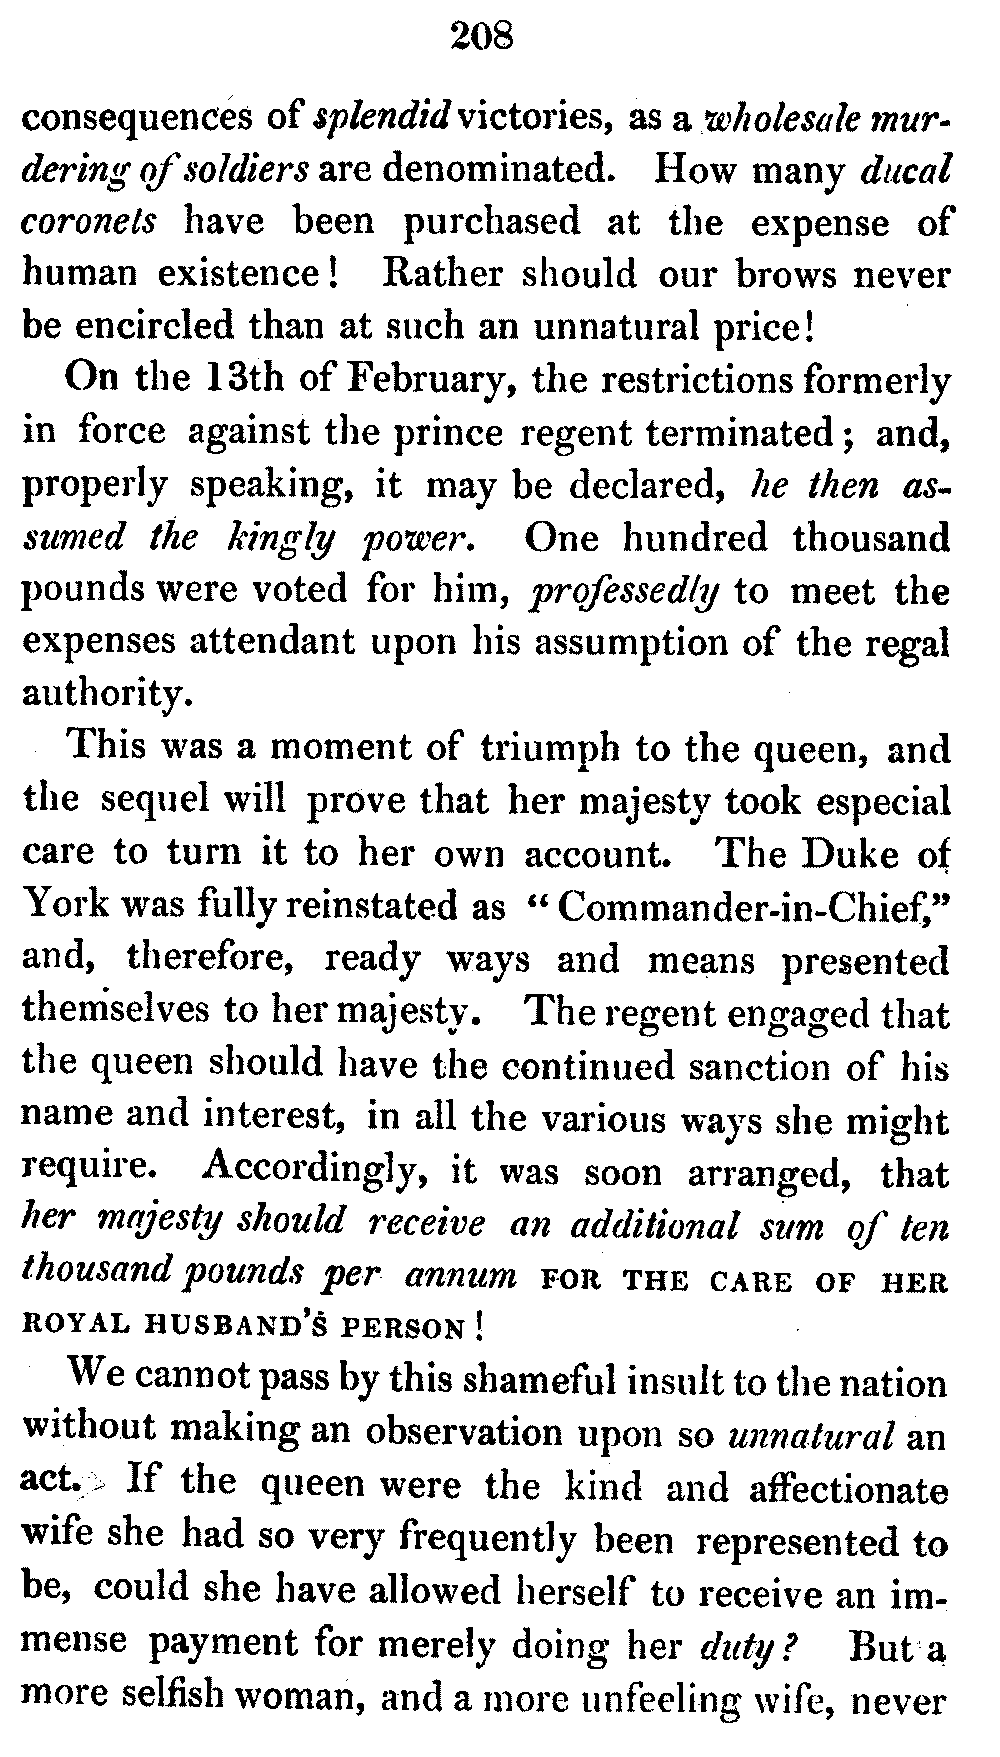 208
consequences of splendid victories, as a wholesale mur-
dering of soldiers are denominated. How many ducal
coronets have been purchased at the expense of
human existence! Rather should our brows never
be encircled than at such an unnatural price!
On the 13th of February, the restrictions formerly
in force against the prince regent terminated; and,
properly speaking, it may be declared, he then as-
sumed the kingly power. One hundred thousand
pounds were voted for him, professedly to meet the
expenses attendant upon his assumption of the regal
authority.
This was a moment of triumph to the queen, and
the sequel will prove that her majesty took especial
care to turn it to her own account. The Duke of
York was fully reinstated as “Commander-in-Chief,”
and, therefore, ready ways and means presented
themselves to her majesty. The regent engaged that
the queen should have the continued sanction of his
name and interest, in all the various ways she might
require. Accordingly, it was soon arranged, that
her majesty should receive an additional sum of ten
thousand pounds per annum FOR THE CARE OF HER
ROYAL HUSBAND'S PERSON!
We cannot pass by this shameful insult to the nation
without making an observation upon so unnatural an
act. If the queen were the kind and affectionate
wife she had so very frequently been represented to
be, could she have allowed herself to receive an im-
mense payment for merely doing her duty? But a
more selfish woman, and a more unfeeling wife, never